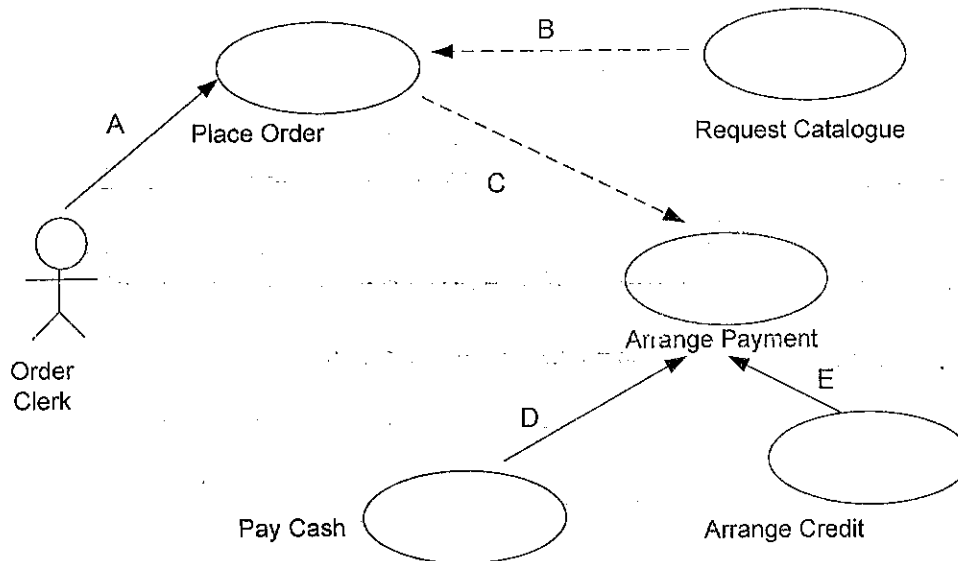 B
A
Place Order
Request Catalogue
C
Arrange Payment
Order
Clerk
E
D
Pay Cash
Arrange Credit